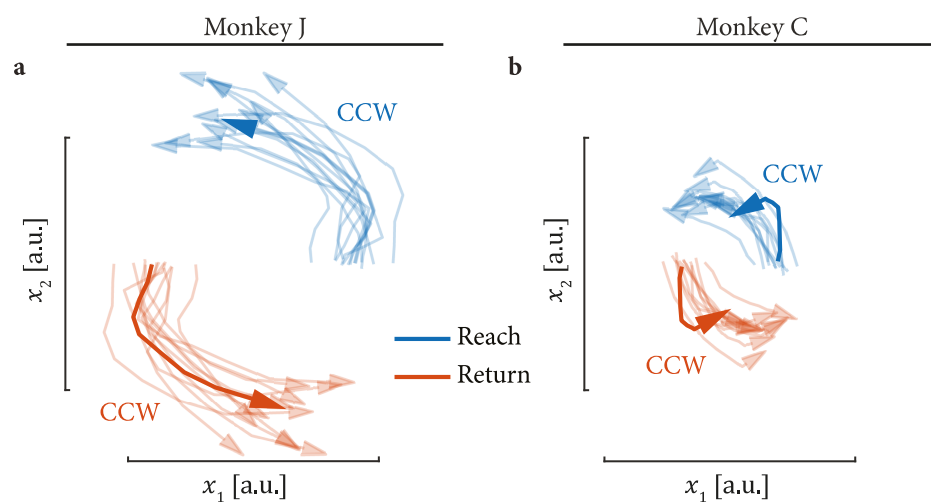 Monkey J
Monkey C
a
b
CCW
CCW
x₂ [a.u.]
x₂ [a.u.]
Reach
Return
CCW
CCW
x₁ [a.u.]
x₁ [a.u.]